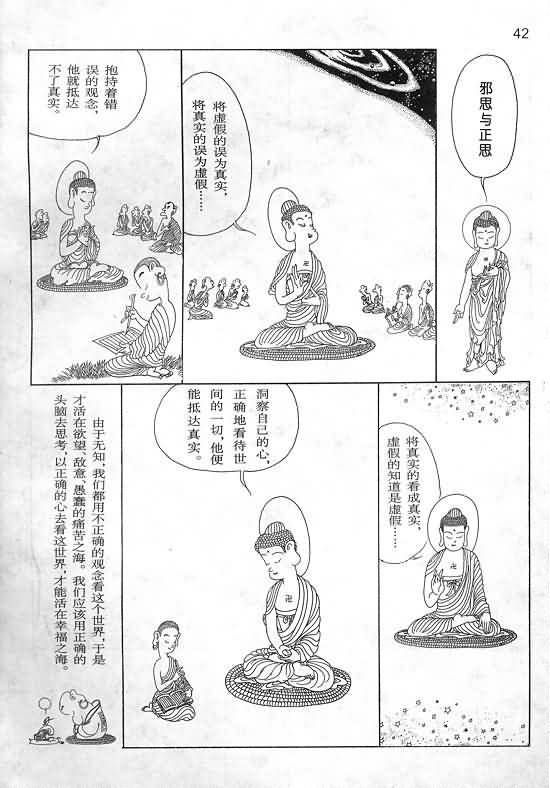 42
邪思与正思
将虚假的误为真实,
将真实的误为虚假……
抱持着错
误的观念,
他就抵达
不了真实。
将真实的看成真实,
虚假的知道是虚假……
洞察自己的心,
正确地看待世
间的一切,他便
能抵达真实。
由于无知,我们都用不正确的观念看这个世界,于是
才活在欲望、敌意、愚蠢的痛苦之海。我们应该用正确的
头脑去思考,以正确的心去看这世界,才能活在幸福之海。